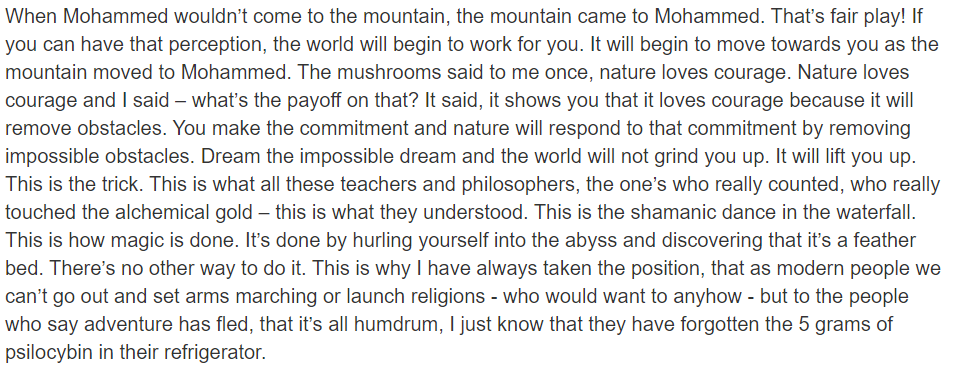 When Mohammed wouldn’t come to the mountain, the mountain came to Mohammed. That’s fair play! If
you can have that perception, the world will begin to work for you. It will begin to move towards you as the
mountain moved to Mohammed. The mushrooms said to me once, nature loves courage. Nature loves
courage and I said – what’s the payoff on that? It said, it shows you that it loves courage because it will
remove obstacles. You make the commitment and nature will respond to that commitment by removing
impossible obstacles. Dream the impossible dream and the world will not grind you up. It will lift you up.
This is the trick. This is what all these teachers and philosophers, the one’s who really counted, who really
touched the alchemical gold – this is what they understood. This is the shamanic dance in the waterfall.
This is how magic is done. It’s done by hurling yourself into the abyss and discovering that it’s a feather
bed. There’s no other way to do it. This is why I have always taken the position, that as modern people we
can’t go out and set arms marching or launch religions - who would want to anyhow - but to the people
who say adventure has fled, that it’s all humdrum, I just know that they have forgotten the 5 grams of
psilocybin in their refrigerator.